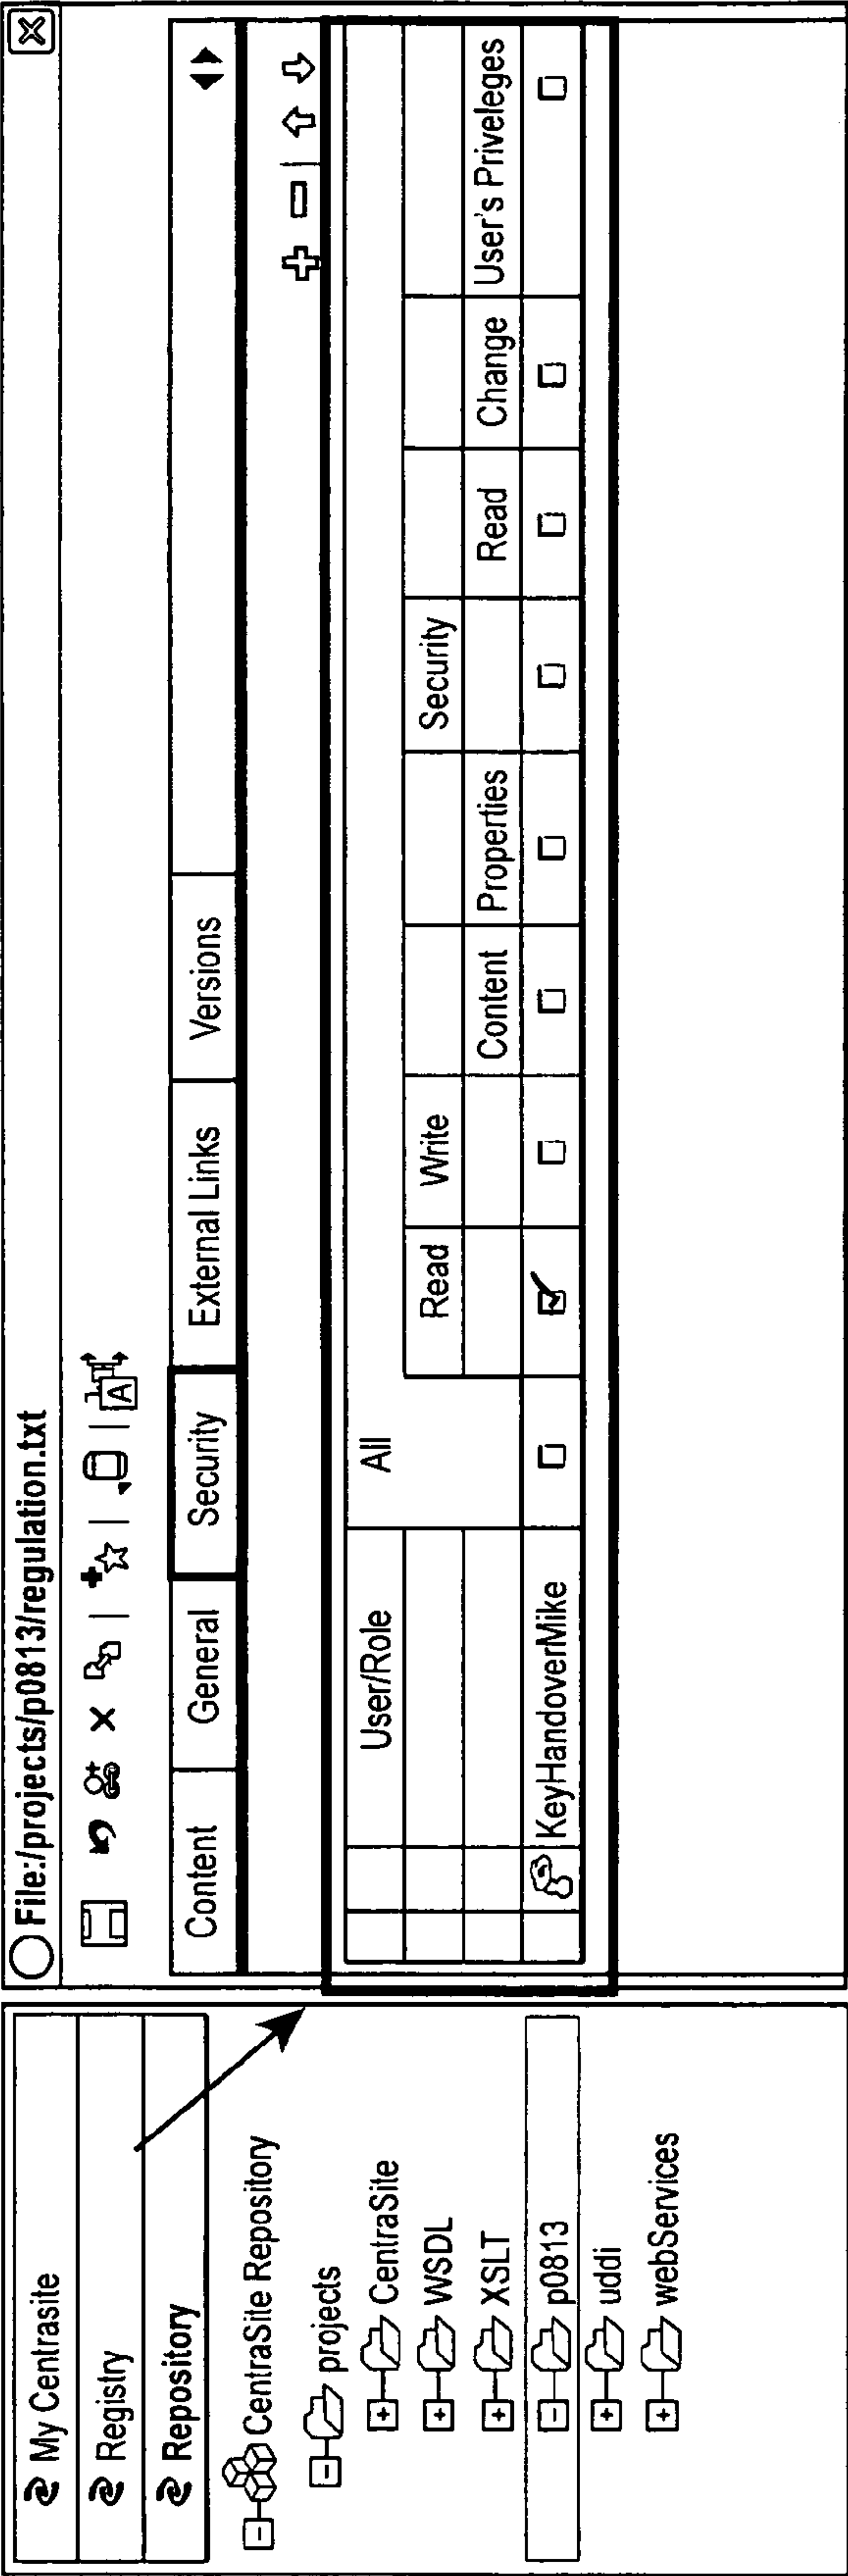 My Centrasite
Registry
Repository
CentraSite Repository
projects
CentraSite
WSDL
XSLT
p0813
uddi
webServices
File:/projects/p0813/regulation.txt
A
Content General Security External Links Versions
User/Role All
Read Write Security
Content Properties Read Change User's Priveleges
KeyHandoverMike